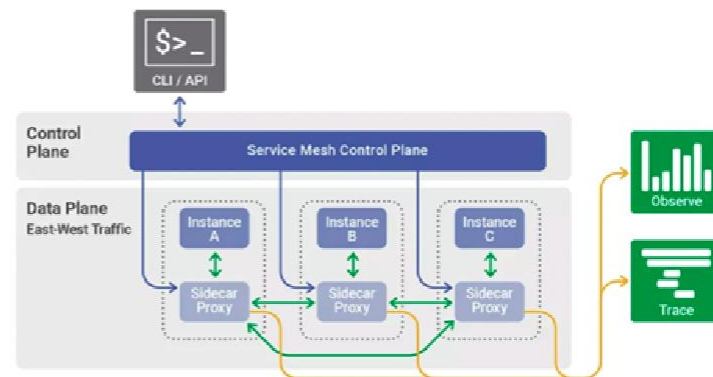 $>_
CLI / API
Control
Plane
Service Mesh Control Plane
Data Plane
East-West Traffic
Instance
A
Instance
B
Instance
C
Sidecar
Proxy
Sidecar
Proxy
Sidecar
Proxy
Observe
Trace